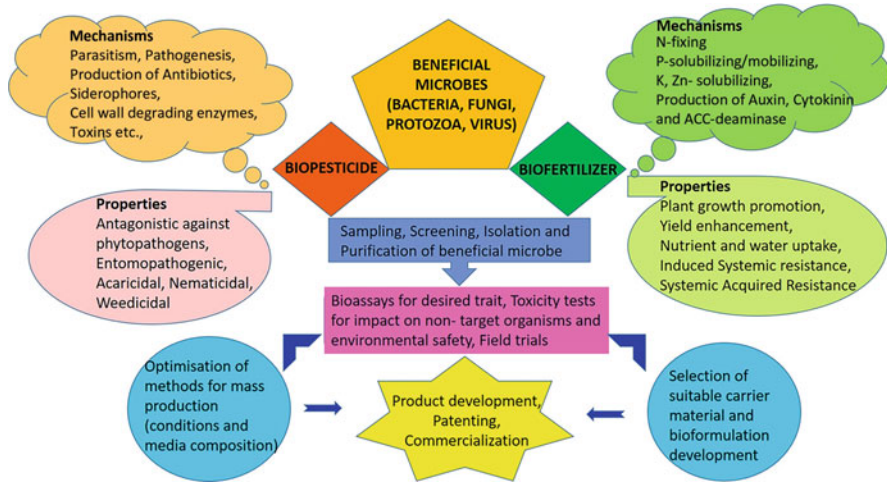 Mechanisms
Parasitism, Pathogenesis,
Production of Antibiotics,
Siderophores,
Cell wall degrading enzymes,
Toxins etc.,
BENEFICIAL
MICROBES
(BACTERIA, FUNGI,
PROTOZOA, VIRUS)
Mechanisms
N-fixing
P-solubilizing/mobilizing,
K, Zn- solubilizing,
Production of Auxin, Cytokinin
and ACC-deaminase
BIOPESTICIDE
BIOFERTILIZER
Properties
Antagonistic against
phytopathogens,
Entomopathogenic,
Acaricidal, Nematicidal,
Weedicidal
Properties
Plant growth promotion,
Yield enhancement,
Nutrient and water uptake,
Induced Systemic resistance,
Systemic Acquired Resistance
Sampling, Screening, Isolation and
Purification of beneficial microbe
Bioassays for desired trait, Toxicity tests
for impact on non- target organisms and
environmental safety, Field trials
Optimisation of
methods for mass
production
(conditions and
media composition)
Product development,
Patenting,
Commercialization
Selection of
suitable carrier
material and
bioformulation
development